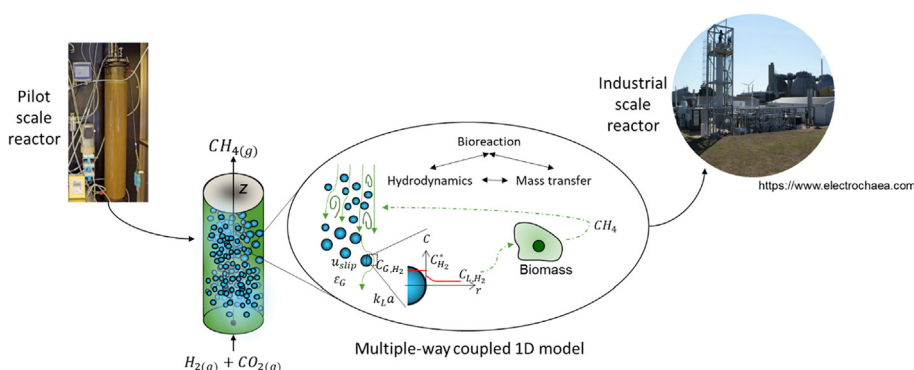 Pilot
scale
reactor
CH4(g)
z
H2(g) + CO2(g)
Bioreaction
Hydrodynamics
Mass transfer
uslip
εG
CG,H2
kLa
C
C*H2
CL,H2
r
Biomass
CH4
Multiple-way coupled 1D model
Industrial
scale
reactor
https://www.electrochaea.com